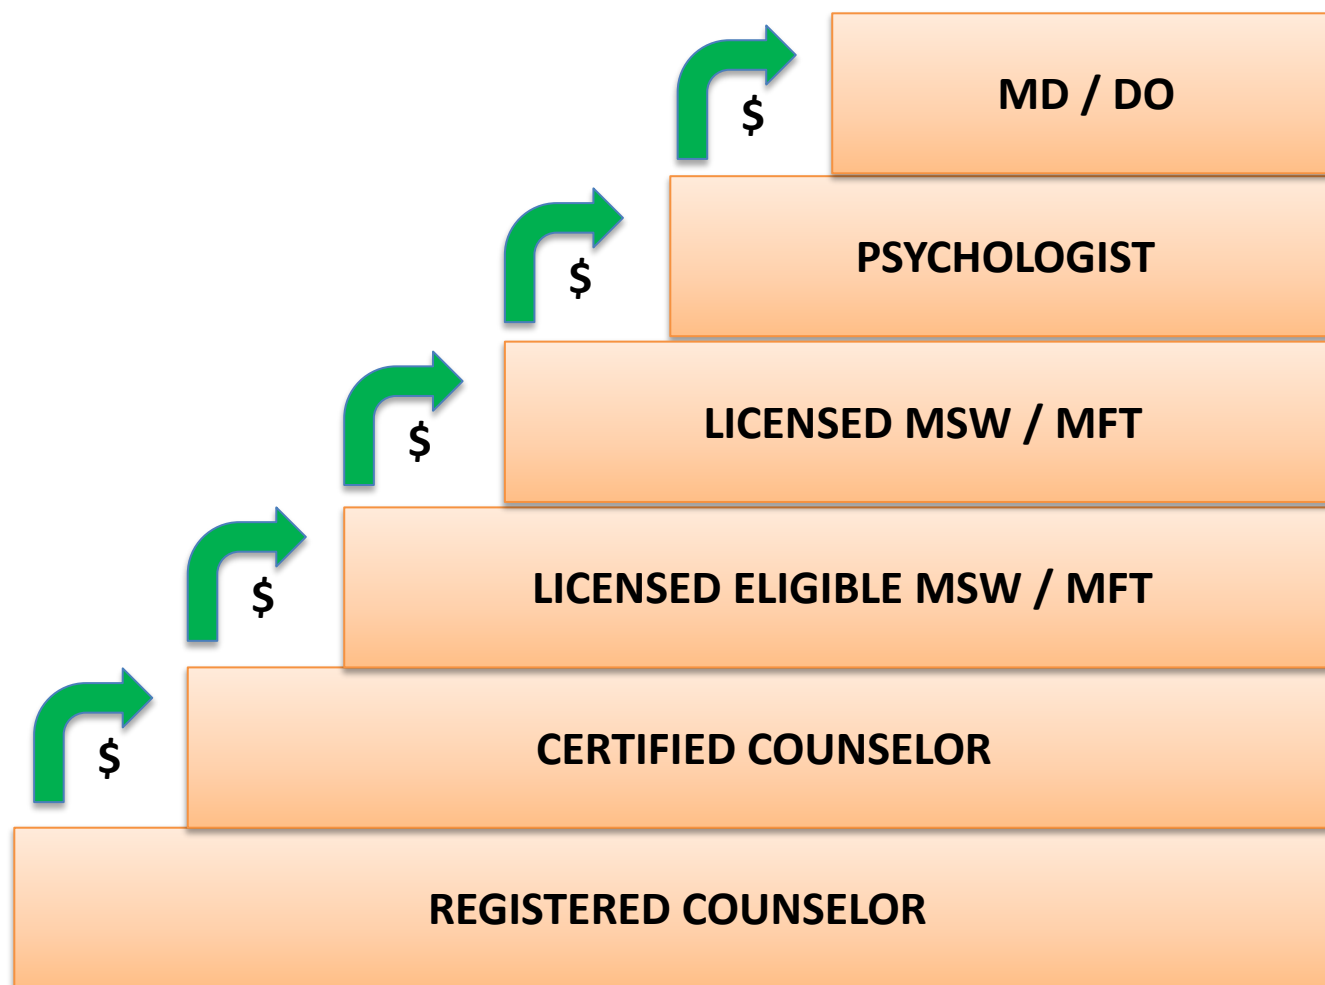 MD / DO
$
PSYCHOLOGIST
$
LICENSED MSW / MFT
$
LICENSED ELIGIBLE MSW / MFT
$
CERTIFIED COUNSELOR
$
REGISTERED COUNSELOR